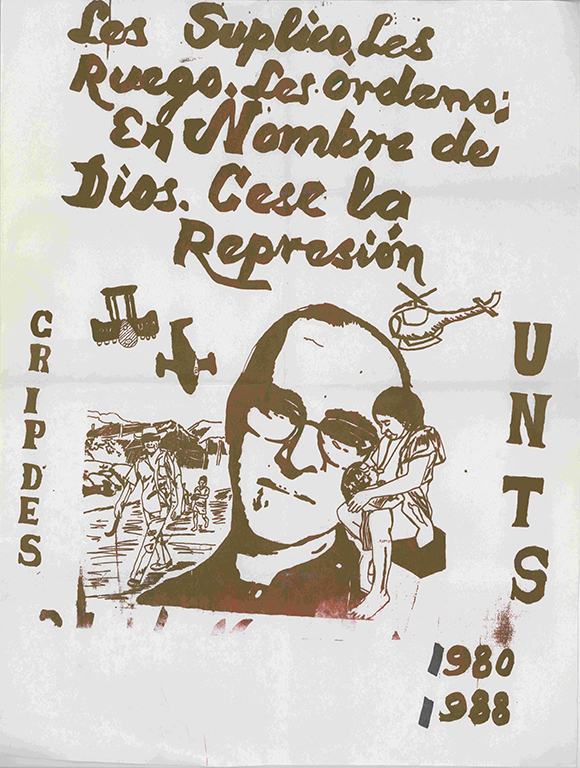 Les Suplico, Les
Ruego. Les. Ordeno:
En Nombre de
Dios. Cese la
Represión
CRIPDES
UNTS
1980
1988